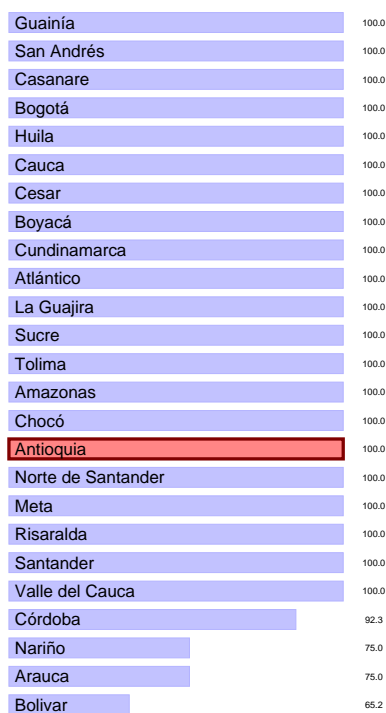 Guainía 100.0
San Andrés 100.0
Casanare 100.0
Bogotá 100.0
Huila 100.0
Cauca 100.0
Cesar 100.0
Boyacá 100.0
Cundinamarca 100.0
Atlántico 100.0
La Guajira 100.0
Sucre 100.0
Tolima 100.0
Amazonas 100.0
Chocó 100.0
Antioquia 100.0
Norte de Santander 100.0
Meta 100.0
Risaralda 100.0
Santander 100.0
Valle del Cauca 100.0
Córdoba 92.3
Nariño 75.0
Arauca 75.0
Bolivar 65.2